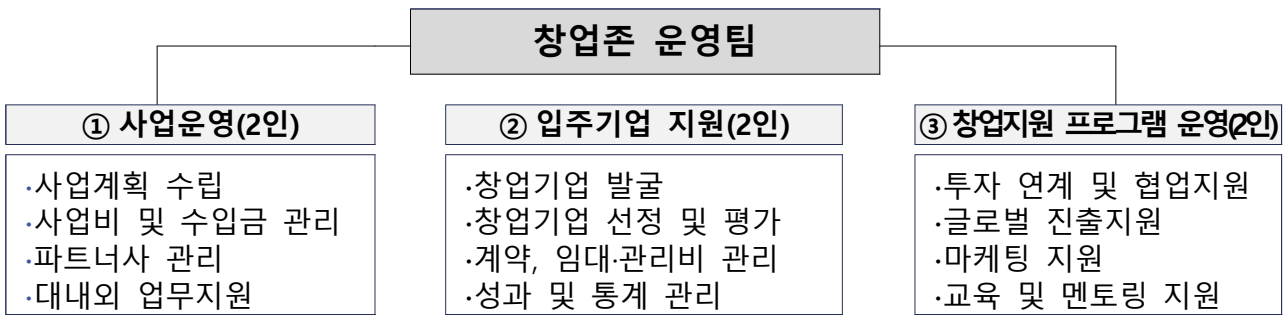 창업존 운영팀
① 사업운영(2인)
·사업계획 수립
·사업비 및 수입금 관리
·파트너사 관리
·대내외 업무지원
② 입주기업 지원(2인)
·창업기업 발굴
·창업기업 선정 및 평가
·계약, 임대·관리비 관리
·성과 및 통계 관리
③ 창업지원 프로그램 운영(2인)
·투자 연계 및 협업지원
·글로벌 진출지원
·마케팅 지원
·교육 및 멘토링 지원